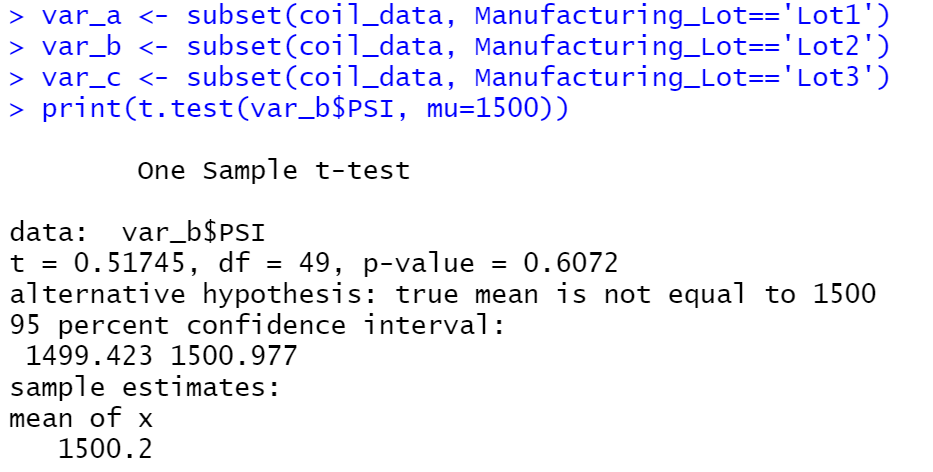 > var_a <- subset(coil_data, Manufacturing_Lot=='Lot1')
> var_b <- subset(coil_data, Manufacturing_Lot=='Lot2')
> var_c <- subset(coil_data, Manufacturing_Lot=='Lot3')
> print(t.test(var_b$PSI, mu=1500))
One Sample t-test
data:  var_b$PSI
t = 0.51745, df = 49, p-value = 0.6072
alternative hypothesis: true mean is not equal to 1500
95 percent confidence interval:
 1499.423 1500.977
sample estimates:
mean of x
   1500.2